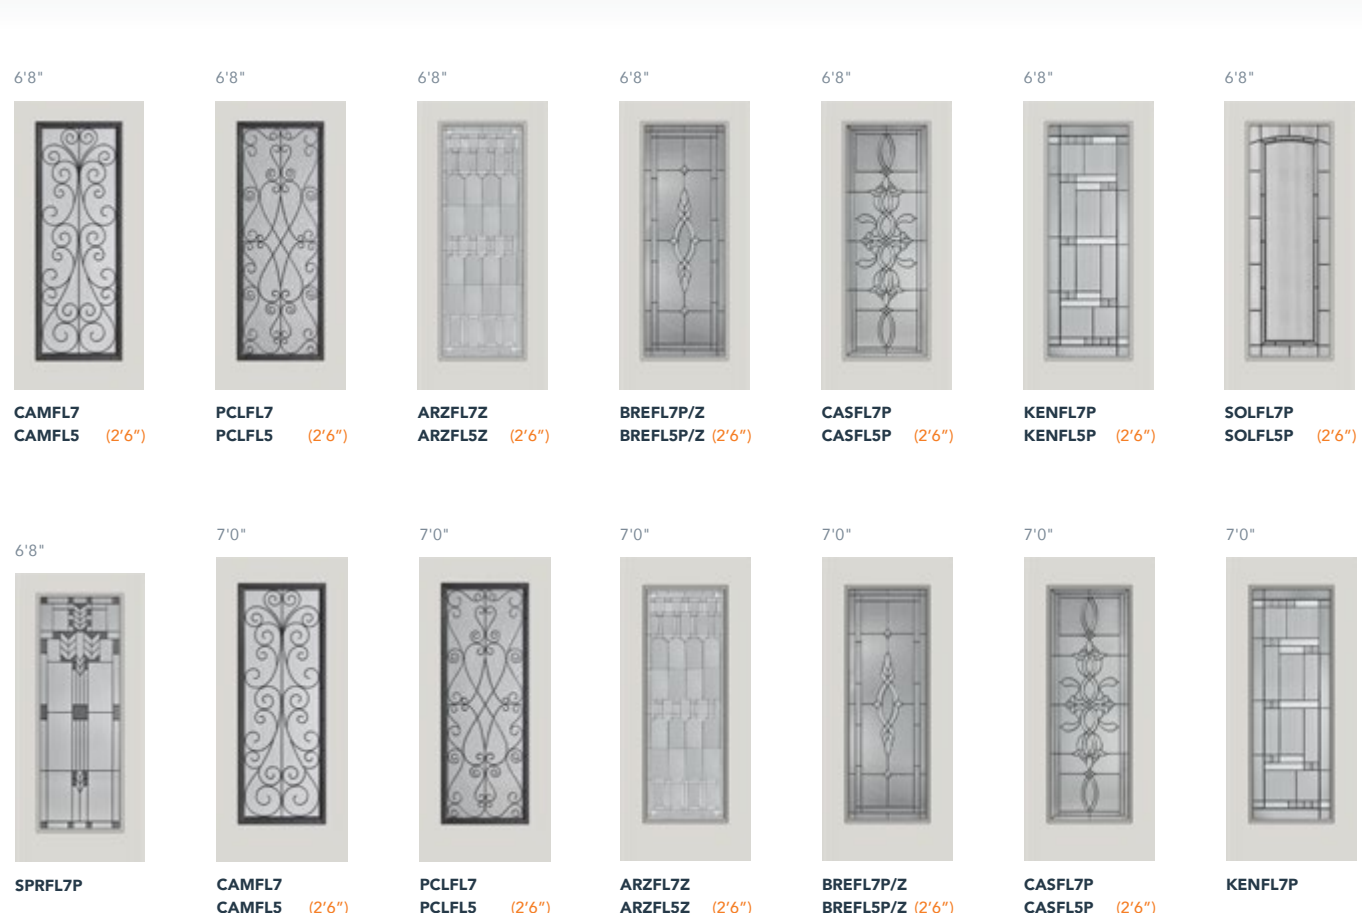 6'8" 6'8" 6'8" 6'8" 6'8" 6'8" 6'8"
CAMFL7 PCLFL7 ARZFL7Z BREFL7P/Z CASFL7P KENFL7P SOLFL7P
CAMFL5 (2’6”) PCLFL5 (2’6”) ARZFL5Z (2’6”) BREFL5P/Z (2’6”) CASFL5P (2’6”) KENFL5P (2’6”) SOLFL5P (2’6”)
6'8" 7'0" 7'0" 7'0" 7'0" 7'0" 7'0"
SPRFL7P CAMFL7 PCLFL7 ARZFL7Z BREFL7P/Z CASFL7P KENFL7P
CAMFL5 (2’6”) PCLFL5 (2’6”) ARZFL5Z (2’6”) BREFL5P/Z (2’6”) CASFL5P (2’6”)